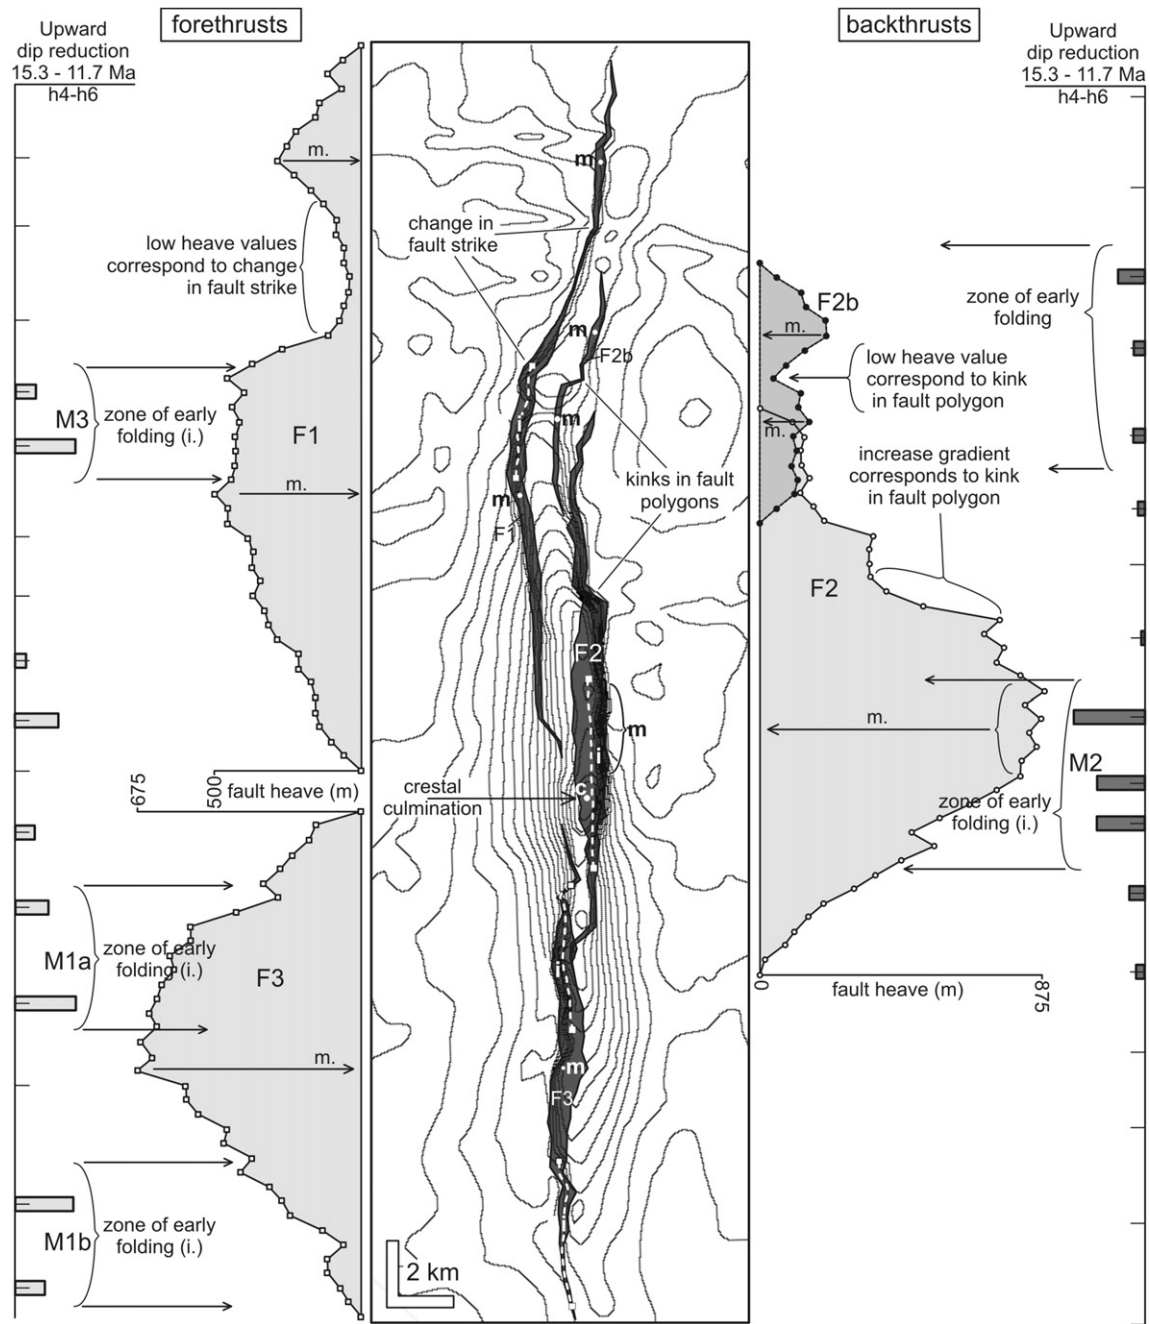 forethrusts
backthrusts
Upward
dip reduction
15.3 - 11.7 Ma
h4-h6
Upward
dip reduction
15.3 - 11.7 Ma
h4-h6
m.
low heave values
correspond to change
in fault strike
M3
zone of early
folding (i.)
F1
m.
675
500
fault heave (m)
M1a
zone of early
folding (i.)
F3
m.
M1b
zone of early
folding (i.)
m
change in
fault strike
m
F2b
m
kinks in fault
polygons
m
F1
F2
m
i
crestal
culmination
c
m
F3
2 km
F2b
m.
zone of early
folding
low heave value
correspond to kink
in fault polygon
m.
increase gradient
corresponds to kink
in fault polygon
F2
m.
M2
zone of early
folding (i.)
0
fault heave (m)
875